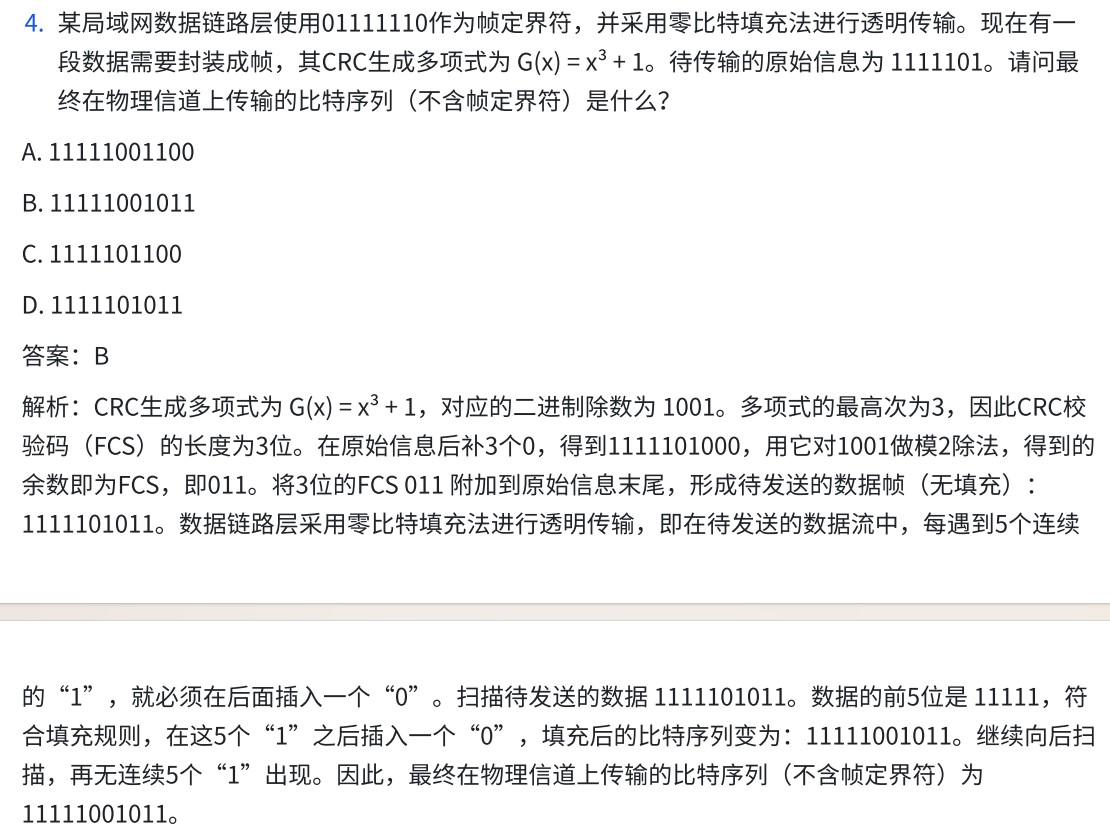 4. 某局域网数据链路层使用01111110作为帧定界符，并采用零比特填充法进行透明传输。现在有一
段数据需要封装成帧，其CRC生成多项式为 G(x) = x³ + 1。待传输的原始信息为 1111101。请问最
终在物理信道上传输的比特序列（不含帧定界符）是什么？
A. 11111001100
B. 11111001011
C. 1111101100
D. 1111101011
答案：B
解析：CRC生成多项式为 G(x) = x³ + 1，对应的二进制除数为 1001。多项式的最高次为3，因此CRC校
验码（FCS）的长度为3位。在原始信息后补3个0，得到1111101000，用它对1001做模2除法，得到的
余数即为FCS，即011。将3位的FCS 011 附加到原始信息末尾，形成待发送的数据帧（无填充）：
1111101011。数据链路层采用零比特填充法进行透明传输，即在待发送的数据流中，每遇到5个连续
的“1”，就必须在后面插入一个“0”。扫描待发送的数据 1111101011。数据的前5位是 11111，符
合填充规则，在这5个“1”之后插入一个“0”，填充后的比特序列变为：11111001011。继续向后扫
描，再无连续5个“1”出现。因此，最终在物理信道上传输的比特序列（不含帧定界符）为
11111001011。